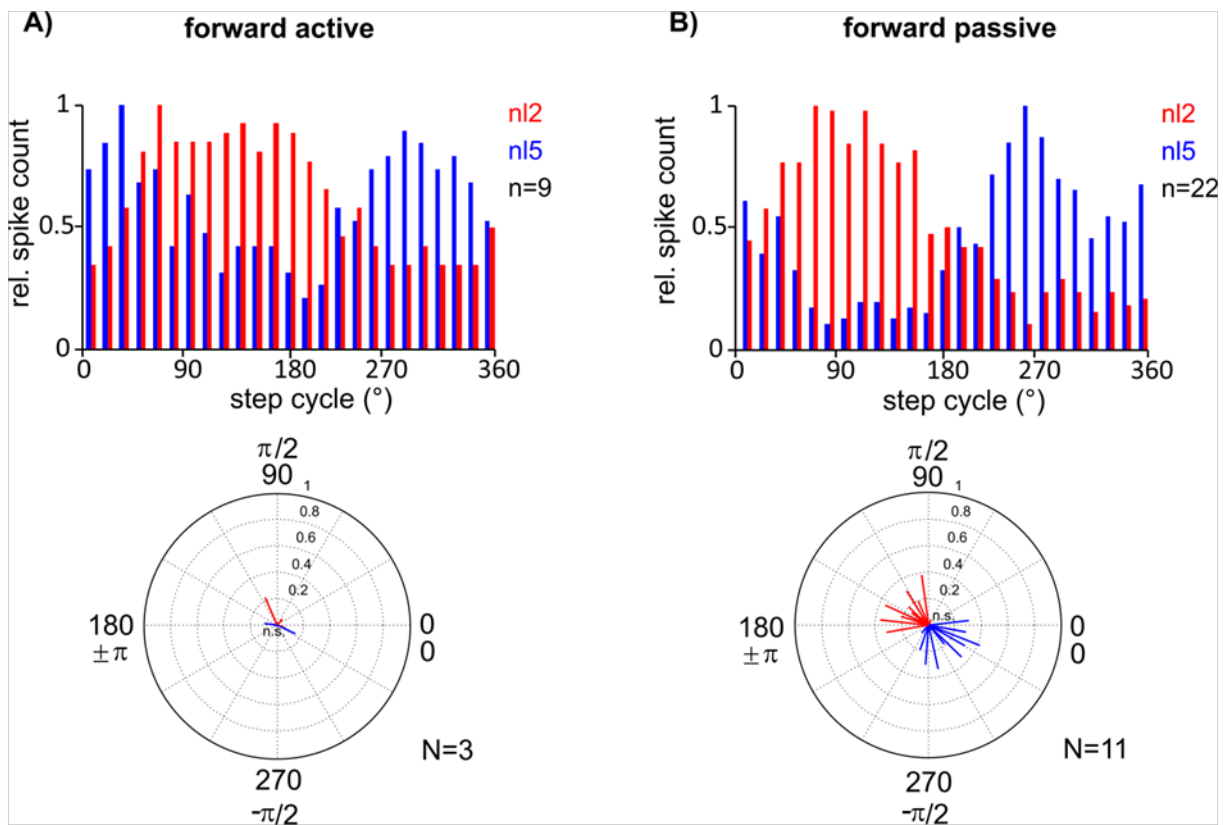 A) forward active
1
nl2
nl5
n=9
0.5
0
rel. spike count
0 90 180 270 360
step cycle (°)
π/2
90
1
0.8
0.6
0.4
0.2
n.s.
180
±π
0
0
N=3
270
-π/2
B) forward passive
1
nl2
nl5
n=22
0.5
0
rel. spike count
0 90 180 270 360
step cycle (°)
π/2
90
1
0.8
0.6
0.4
0.2
n.s.
180
±π
0
0
N=11
270
-π/2